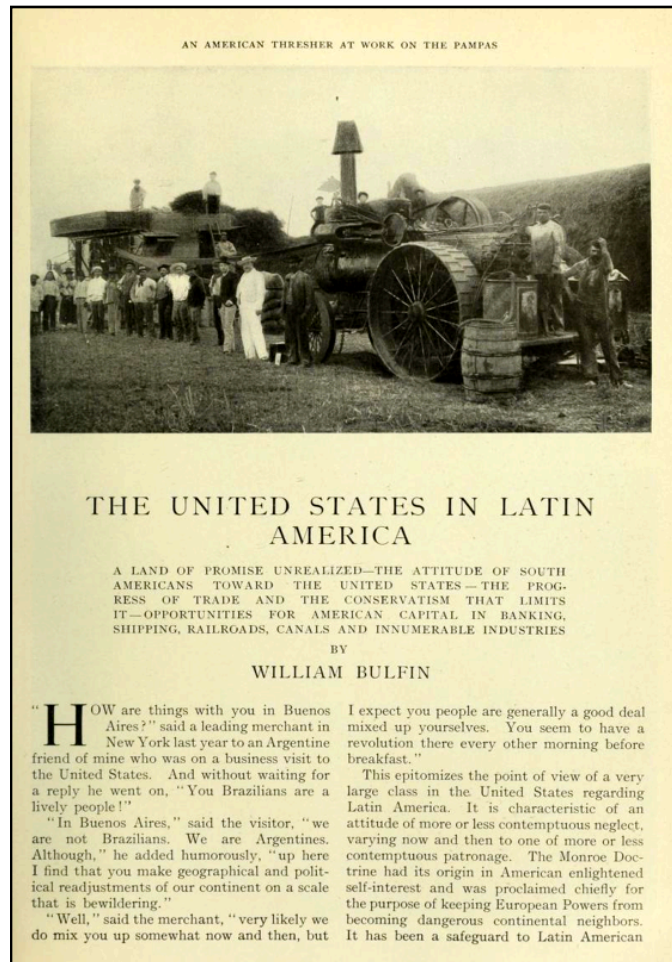 AN AMERICAN THRESHER AT WORK ON THE PAMPAS
THE UNITED STATES IN LATIN
AMERICA
A LAND OF PROMISE UNREALIZED—THE ATTITUDE OF SOUTH
AMERICANS TOWARD THE UNITED STATES—THE PROG-
RESS OF TRADE AND THE CONSERVATISM THAT LIMITS
IT—OPPORTUNITIES FOR AMERICAN CAPITAL IN BANKING,
SHIPPING, RAILROADS, CANALS AND INNUMERABLE INDUSTRIES
BY
WILLIAM BULFIN
"HOW are things with you in Buenos
Aires?" said a leading merchant in
New York last year to an Argentine
friend of mine who was on a business visit to
the United States. And without waiting for
a reply he went on, "You Brazilians are a
lively people!"
"In Buenos Aires," said the visitor, "we
are not Brazilians. We are Argentines.
Although," he added humorously, "up here
I find that you make geographical and polit-
ical readjustments of our continent on a scale
that is bewildering."
"Well," said the merchant, "very likely we
do mix you up somewhat now and then, but
I expect you people are generally a good deal
mixed up yourselves. You seem to have a
revolution there every other morning before
breakfast."
This epitomizes the point of view of a very
large class in the United States regarding
Latin America. It is characteristic of an
attitude of more or less contemptuous neglect,
varying now and then to one of more or less
contemptuous patronage. The Monroe Doc-
trine had its origin in American enlightened
self-interest and was proclaimed chiefly for
the purpose of keeping European Powers from
becoming dangerous continental neighbors.
It has been a safeguard to Latin American